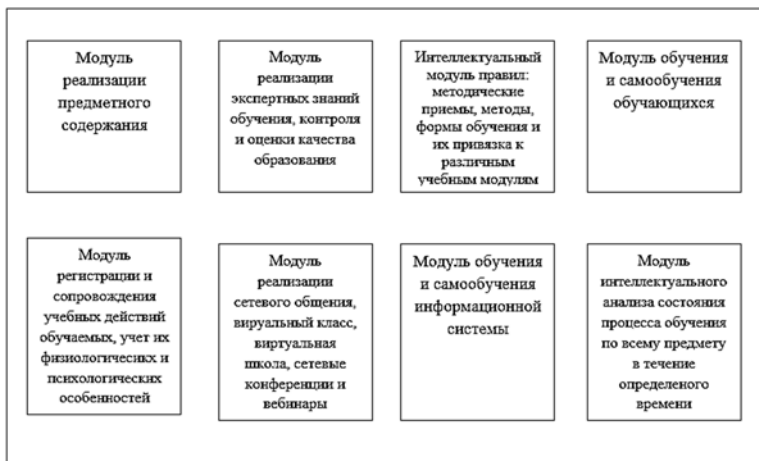 Модуль
реализации
предметного
содержания
Модуль
реализации
экспертных знаний
обучения, контроля
и оценки качества
образования
Интеллектуальный
модуль правил:
методические
приемы, методы,
формы обучения и
их привязка к
различным
учебным модулям
Модуль обучения
и самообучения
обучающихся
Модуль
регистрации и
сопровождения
учебных действий
обучаемых, учет их
физиологичесикх и
психологических
особенностей
Модуль
реализации
сетевого общения,
вируальный класс,
виртуальная
школа, сетевые
конференции и
вебинары
Модуль обучения
и самообучения
информационной
системы
Модуль
интеллектуального
анализа состояния
процесса обучения
по всему предмету
в течение
определеного
времени